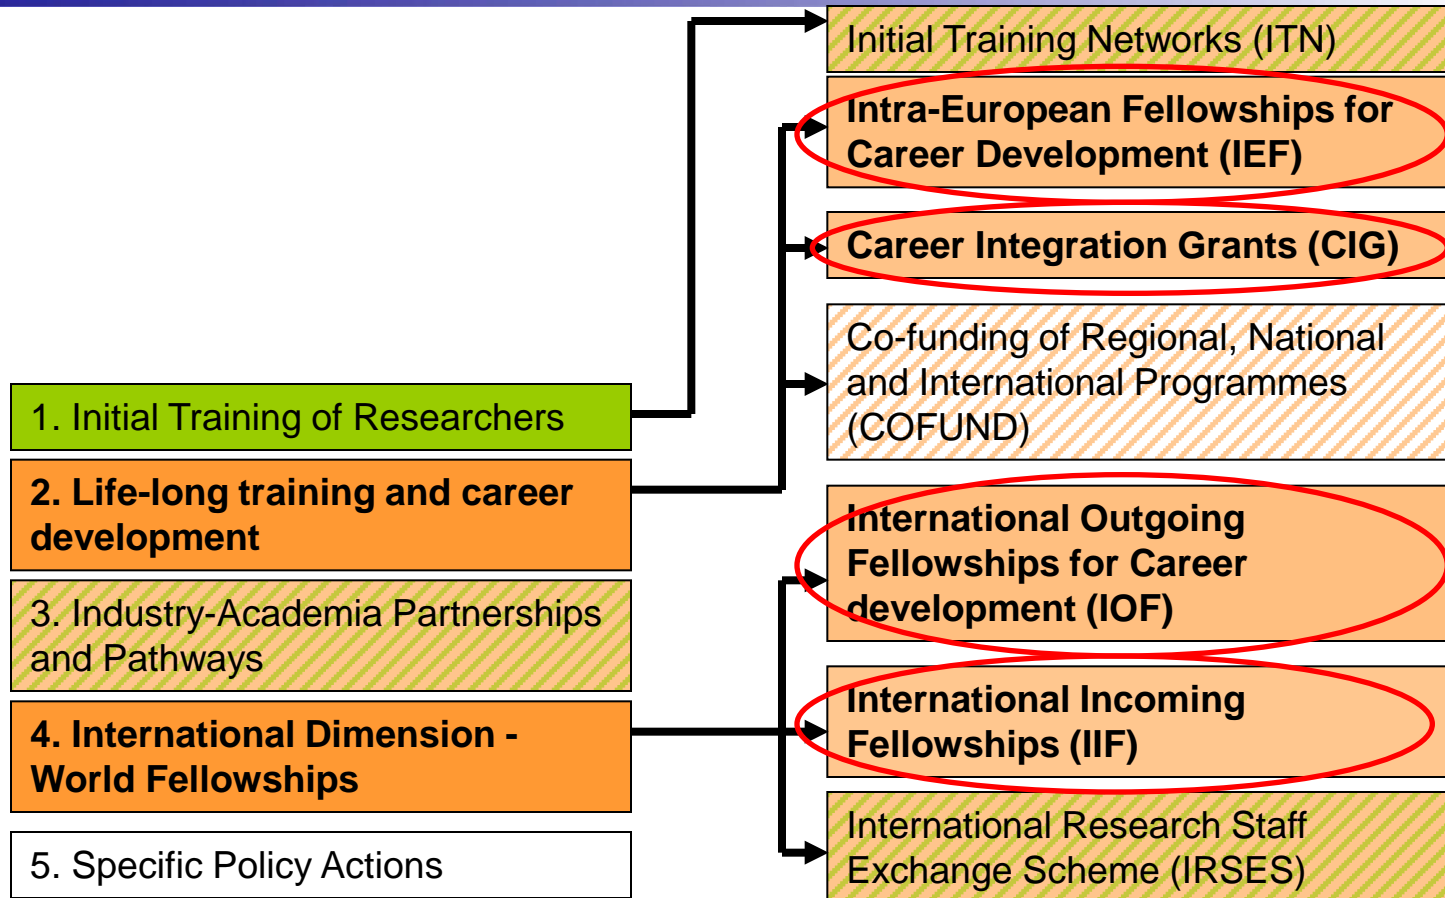 Initial Training Networks (ITN)
Intra-European Fellowships for
Career Development (IEF)
Career Integration Grants (CIG)
Co-funding of Regional, National
and International Programmes
(COFUND)
International Outgoing
Fellowships for Career
development (IOF)
International Incoming
Fellowships (IIF)
International Research Staff
Exchange Scheme (IRSES)
1. Initial Training of Researchers
2. Life-long training and career
development
3. Industry-Academia Partnerships
and Pathways
4. International Dimension -
World Fellowships
5. Specific Policy Actions